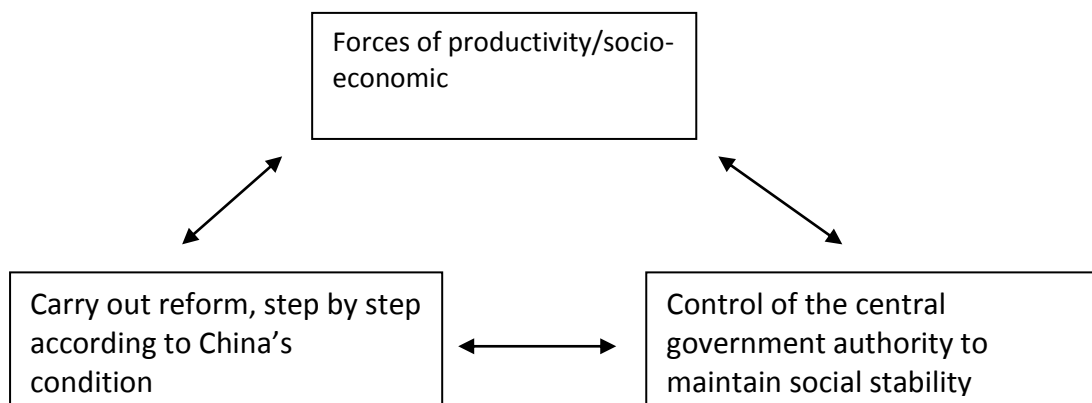 Forces of productivity/socio-
economic
Carry out reform, step by step
according to China’s
condition
Control of the central
government authority to
maintain social stability